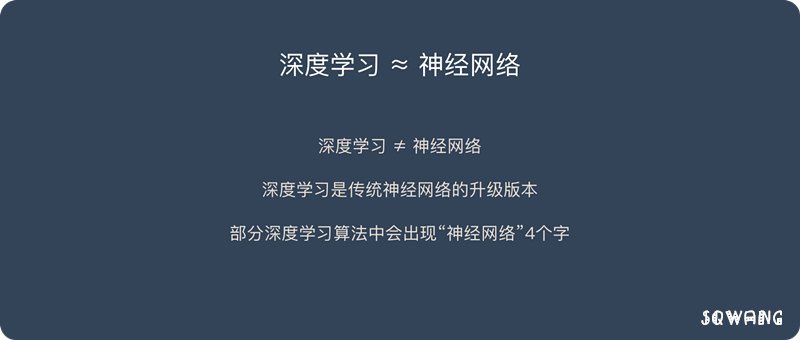 深度学习 ≈ 神经网络
深度学习 ≠ 神经网络
深度学习是传统神经网络的升级版本
部分深度学习算法中会出现“神经网络”4个字
SQWANG